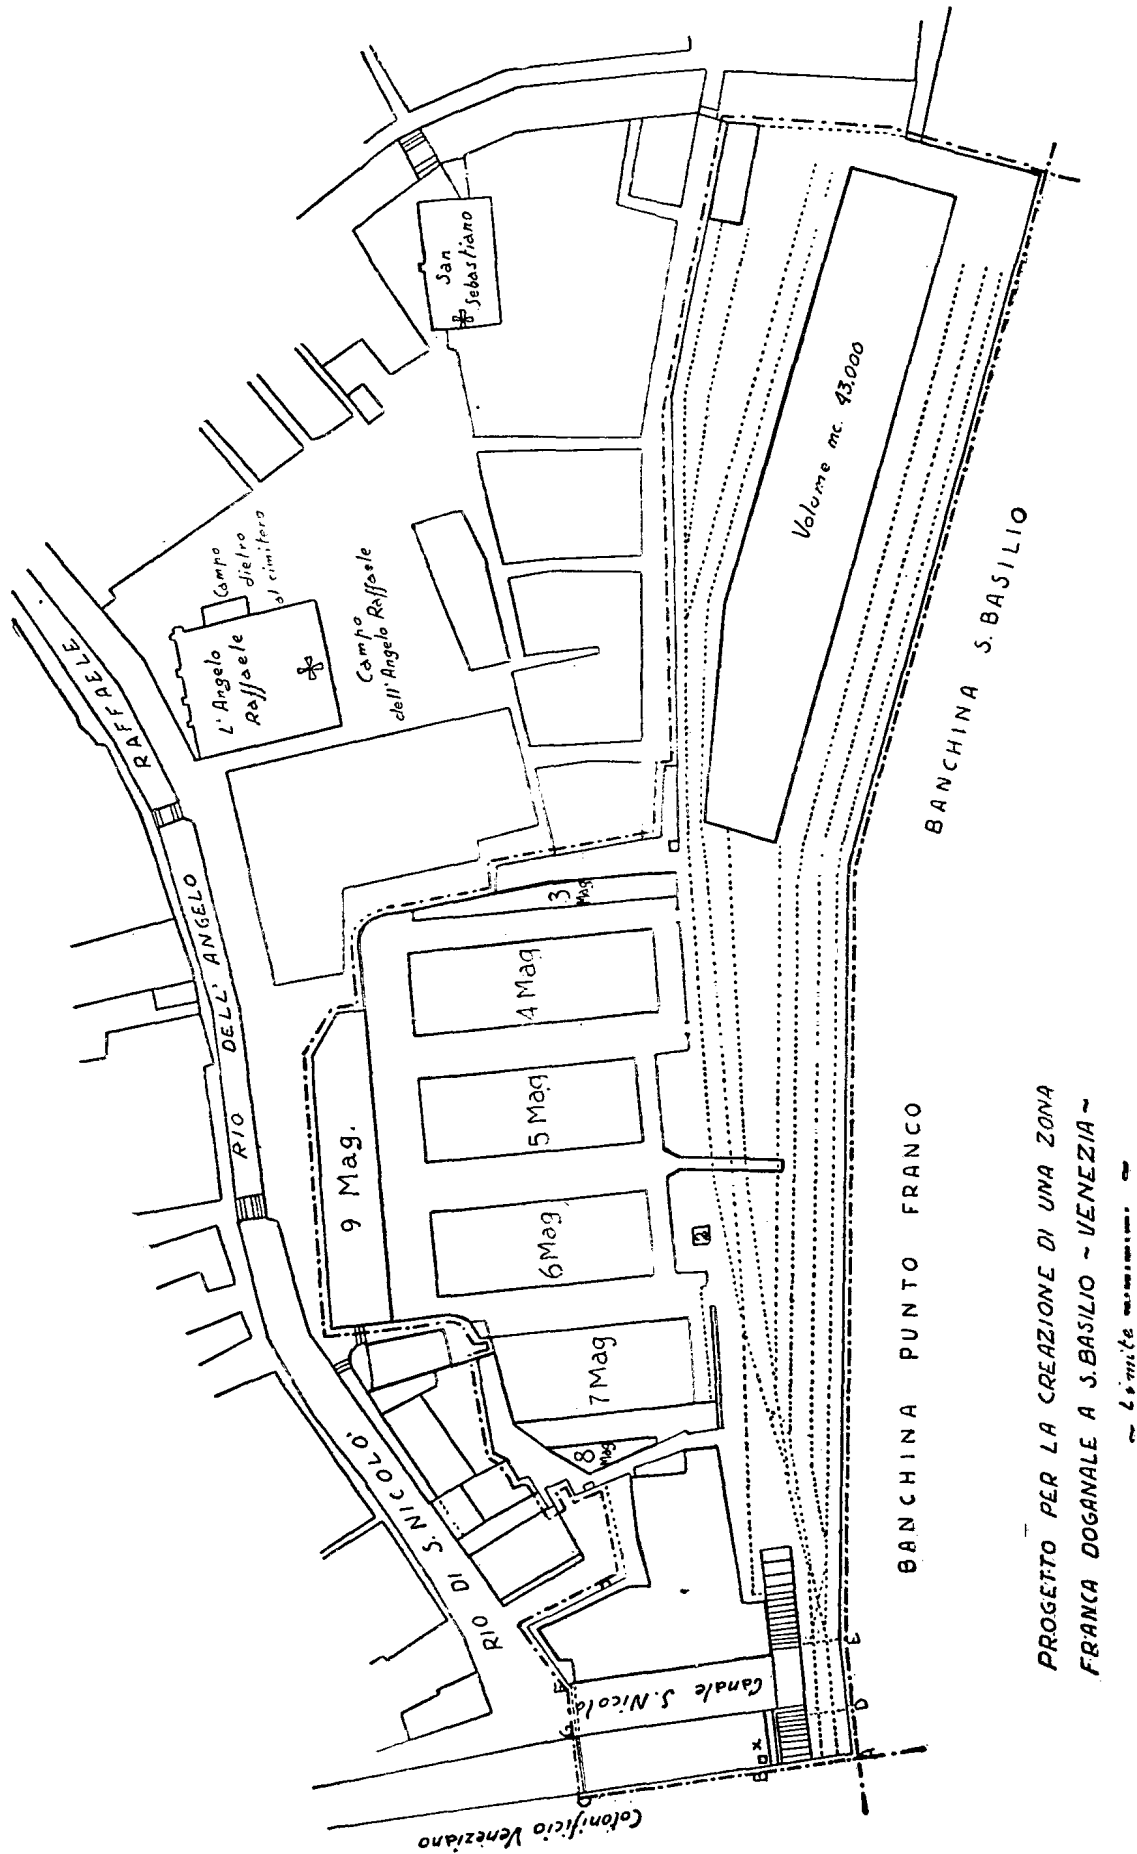 San
Sebastiano
Campo
dietro
al cimitero
L' Angelo
Raffaele
Campo
dell' Angelo Raffaele
RIO DELL' ANGELO RAFFAELE
RIO DI S. NICOLO'
Volume mc. 43.000
3
Mag
4 Mag
5 Mag
6 Mag
7 Mag
8
Mag
9 Mag.
2
BANCHINA S. BASILIO
BANCHINA PUNTO FRANCO
Canale S. Nicolò
Cotonificio Veneziano
A
B
x
C
D
E
F
G
H
PROGETTO PER LA CREAZIONE DI UNA ZONA
FRANCA DOGANALE A S. BASILIO ~ VENEZIA ~
~ Limite